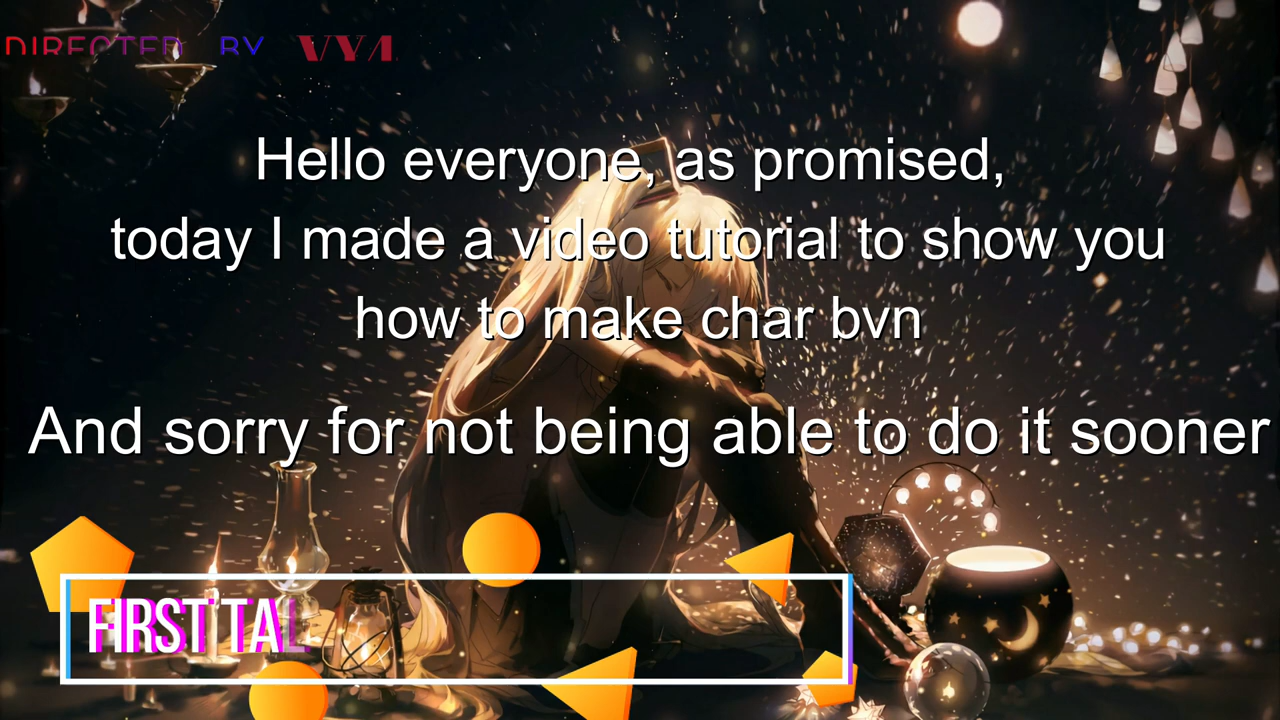 DIRECTED BY VYA
Hello everyone, as promised,
today I made a video tutorial to show you
how to make char bvn
And sorry for not being able to do it sooner
FIRST TAL